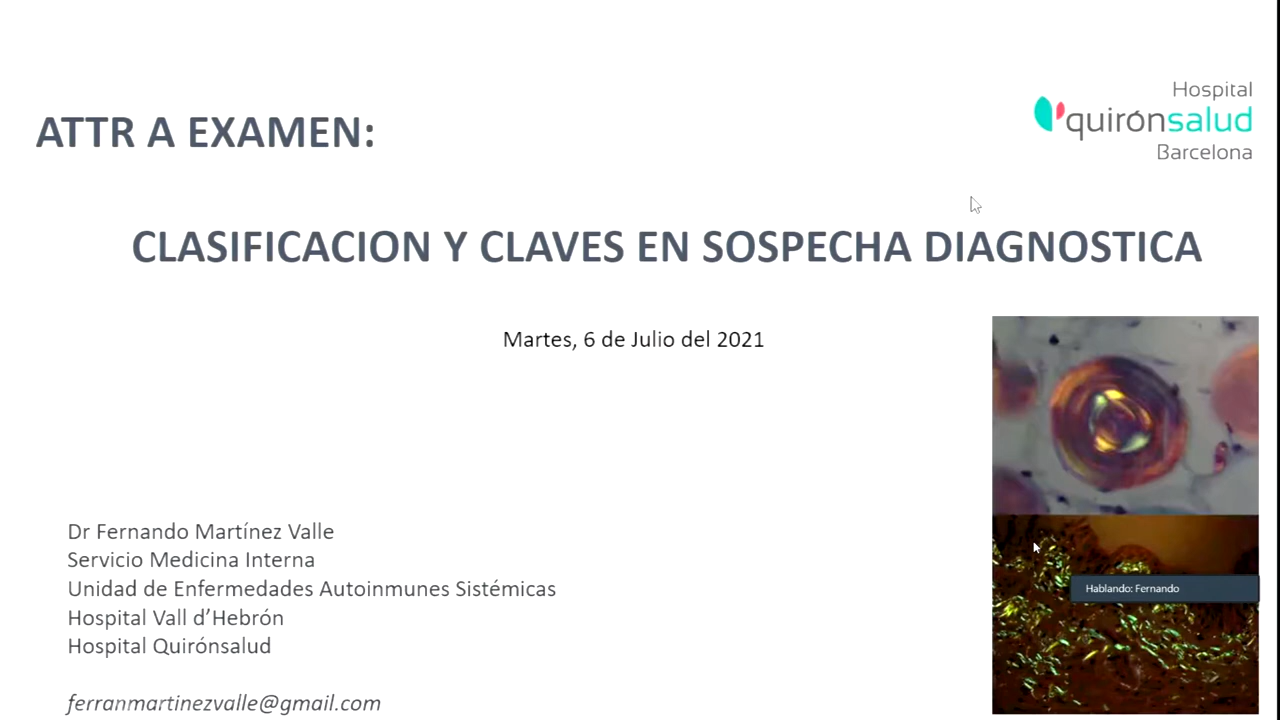 ATTR A EXAMEN:
Hospital
quirónsalud
Barcelona
CLASIFICACION Y CLAVES EN SOSPECHA DIAGNOSTICA
Martes, 6 de Julio del 2021
Hablando: Fernando
Dr Fernando Martínez Valle
Servicio Medicina Interna
Unidad de Enfermedades Autoinmunes Sistémicas
Hospital Vall d’Hebrón
Hospital Quirónsalud
ferranmartinezvalle@gmail.com